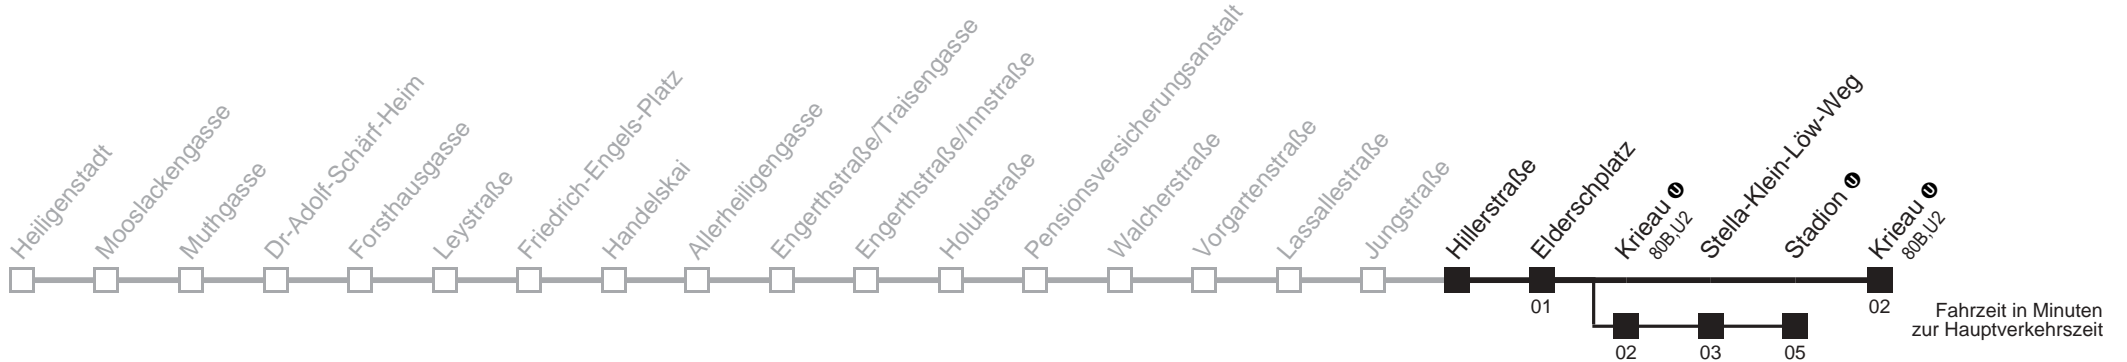 Heiligenstadt
Mooslackengasse
Muthgasse
Dr-Adolf-Schärf-Heim
Forsthausgasse
Leystraße
Friedrich-Engels-Platz
Handelskai
Allerheiligengasse
Engerthstraße/Traisengasse
Engerthstraße/Innstraße
Holubstraße
Pensionsversicherungsanstalt
Walcherstraße
Vorgartenstraße
Lassallestraße
Jungstraße
Hillerstraße
Elderschplatz
Krieau U
80B,U2
Stella-Klein-Löw-Weg
Stadion U
Krieau U
80B,U2
01
02
02
03
05
Fahrzeit in Minuten
zur Hauptverkehrszeit